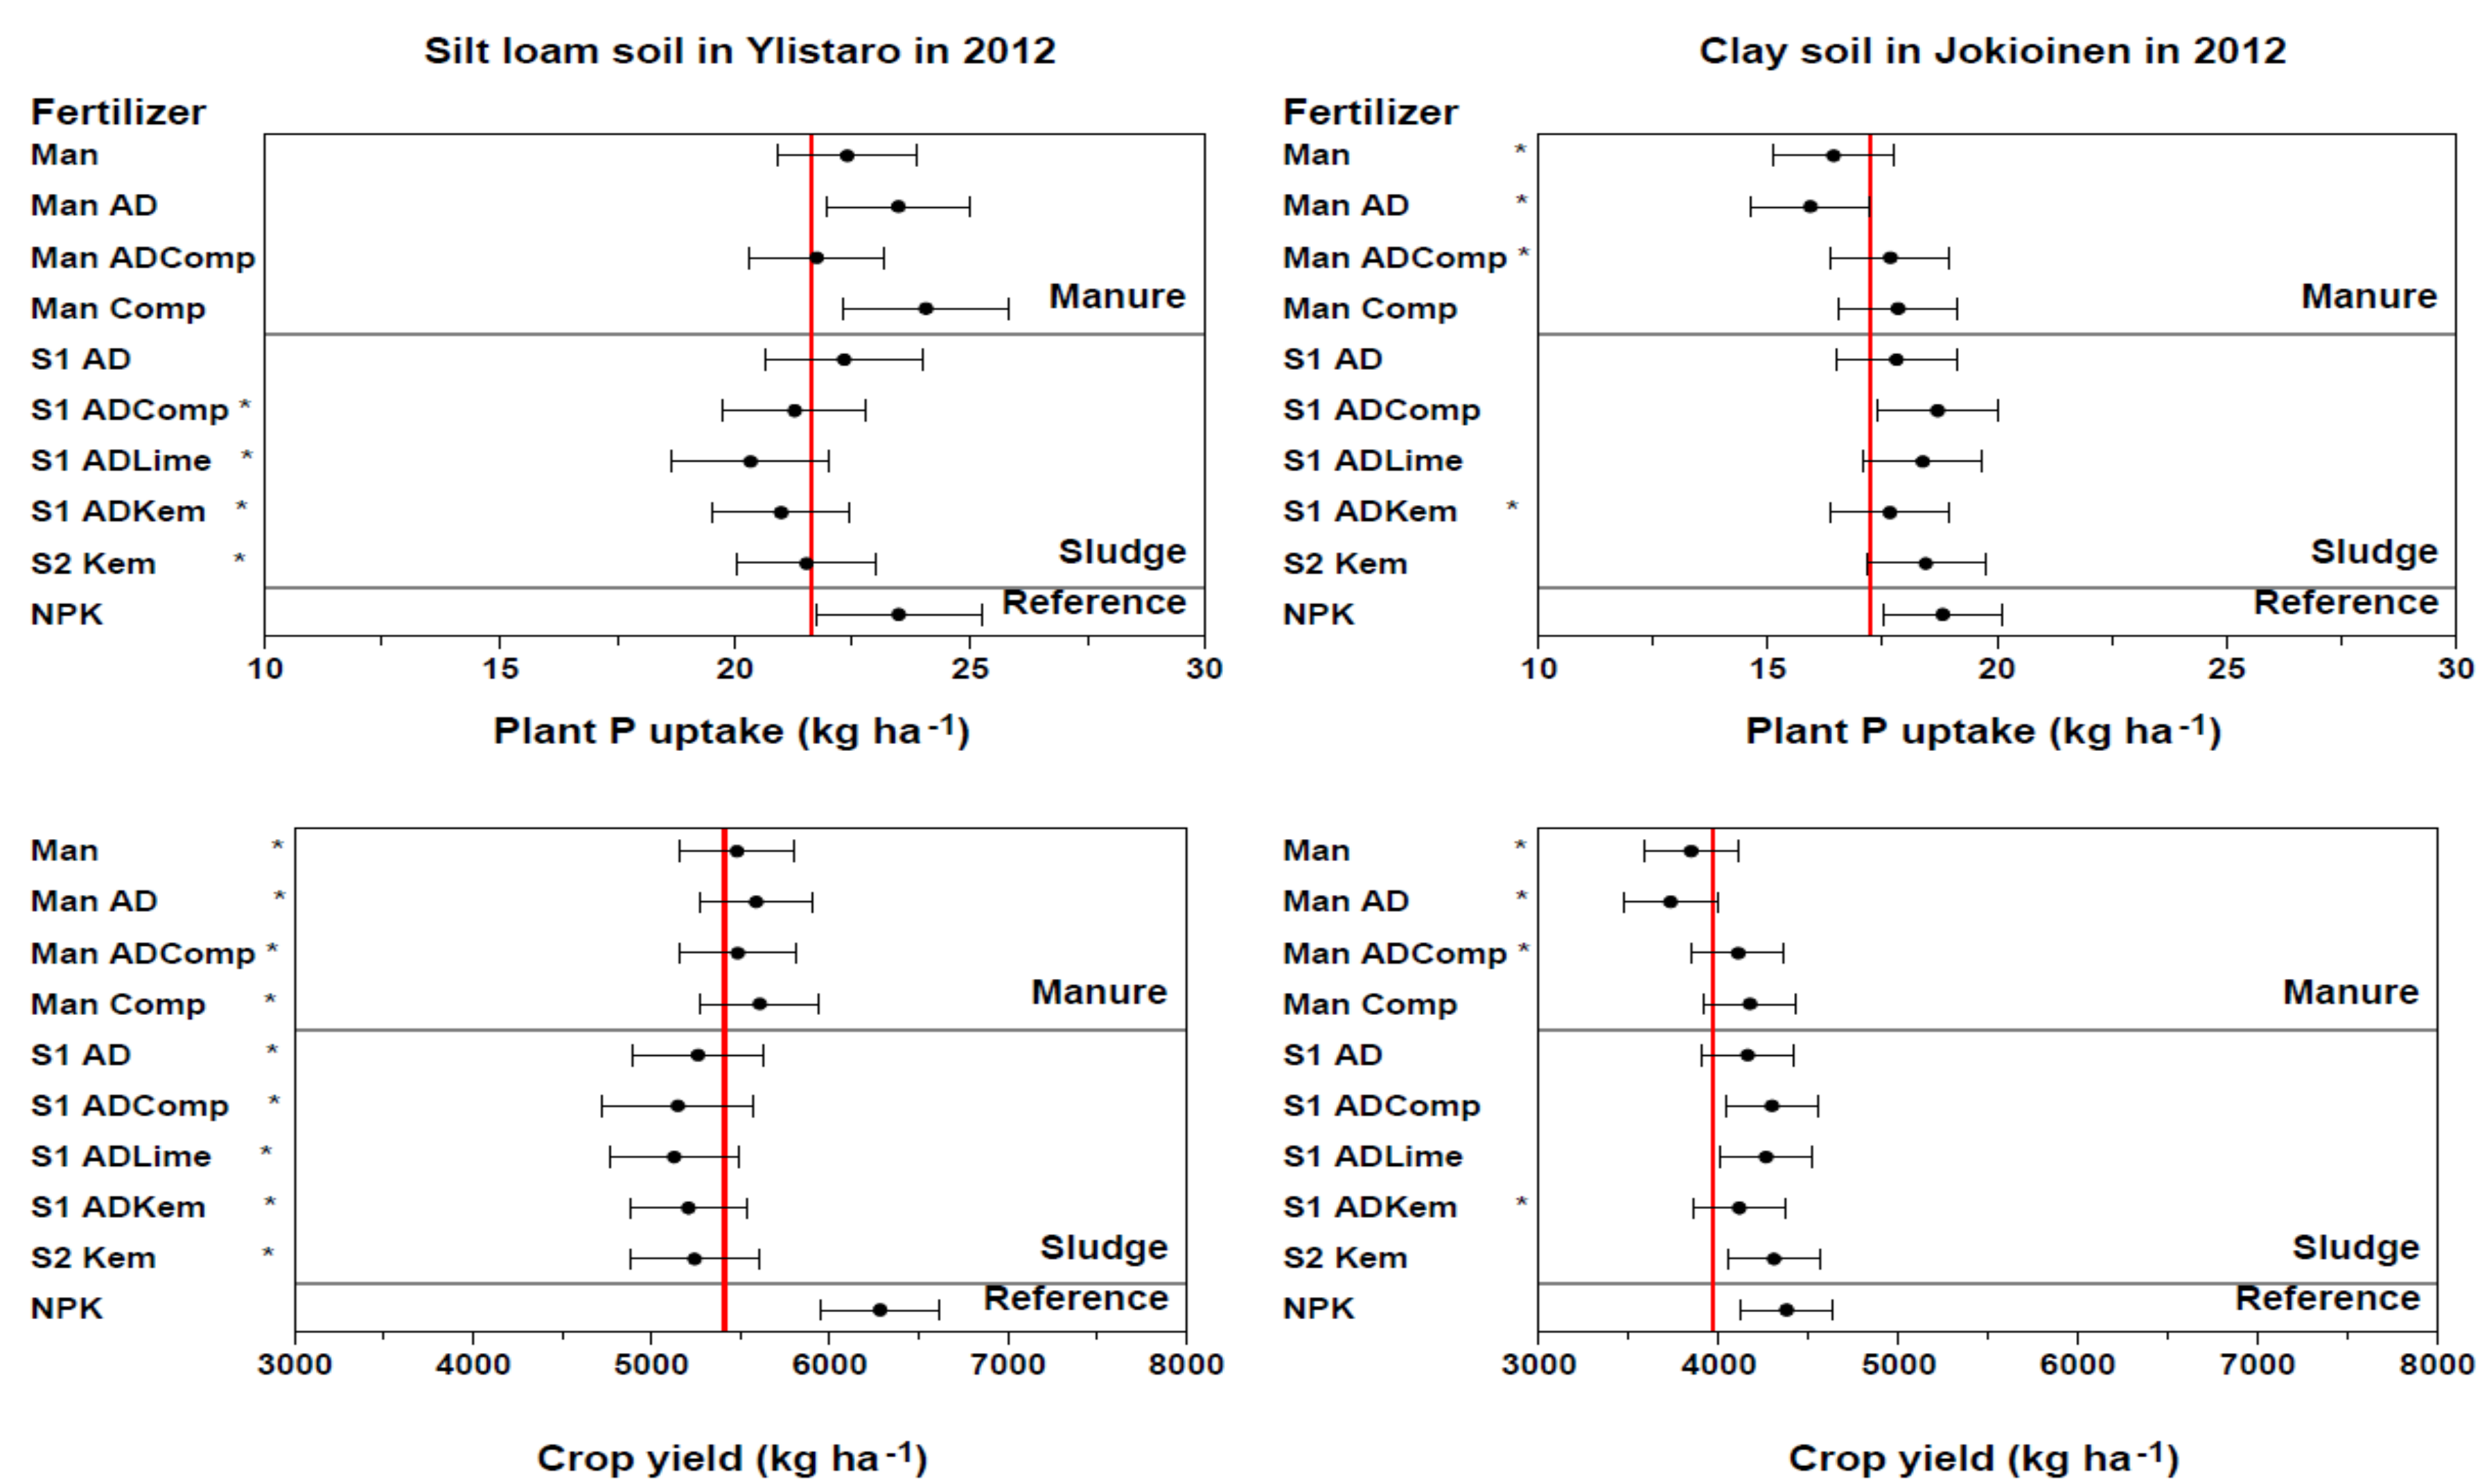 Silt loam soil in Ylistaro in 2012
Fertilizer
Man
Man AD
Man ADComp
Man Comp
Manure
S1 AD
S1 ADComp *
S1 ADLime *
S1 ADKem *
S2 Kem *
Sludge
NPK
Reference
10 15 20 25 30
Plant P uptake (kg ha-1)
Clay soil in Jokioinen in 2012
Fertilizer
Man *
Man AD *
Man ADComp *
Man Comp
Manure
S1 AD
S1 ADComp
S1 ADLime
S1 ADKem *
S2 Kem
Sludge
NPK
Reference
10 15 20 25 30
Plant P uptake (kg ha-1)
Man *
Man AD *
Man ADComp *
Man Comp *
Manure
S1 AD *
S1 ADComp *
S1 ADLime *
S1 ADKem *
S2 Kem *
Sludge
NPK
Reference
3000 4000 5000 6000 7000 8000
Crop yield (kg ha-1)
Man *
Man AD *
Man ADComp *
Man Comp
Manure
S1 AD
S1 ADComp
S1 ADLime
S1 ADKem *
S2 Kem
Sludge
NPK
Reference
3000 4000 5000 6000 7000 8000
Crop yield (kg ha-1)